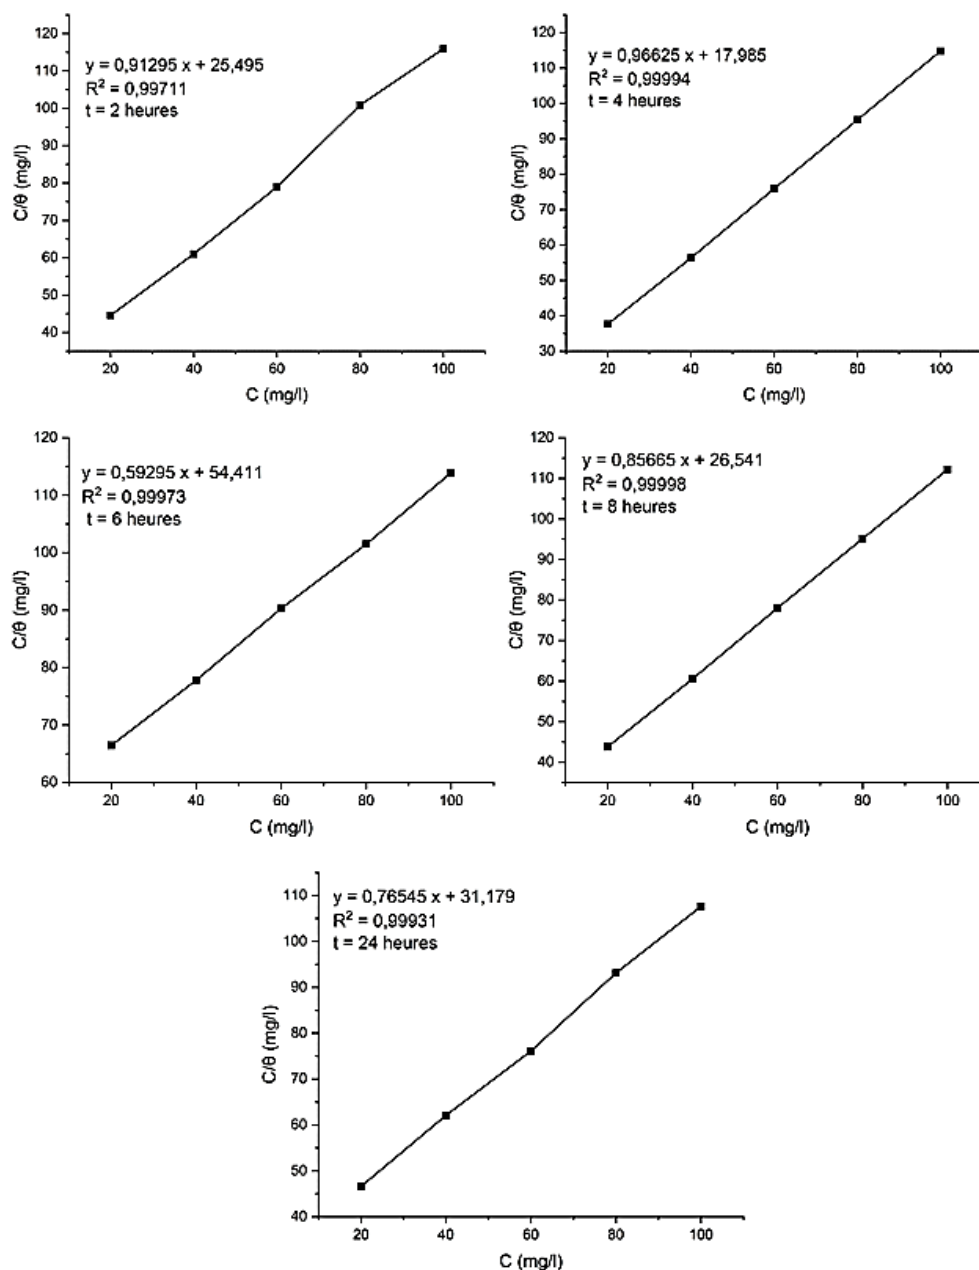 y = 0,91295 x + 25,495
R² = 0,99711
t = 2 heures
120
110
100
90
80
70
60
50
40
C/θ (mg/l)
20 40 60 80 100
C (mg/l)
y = 0,96625 x + 17,985
R² = 0,99994
t = 4 heures
120
110
100
90
80
70
60
50
40
30
C/θ (mg/l)
20 40 60 80 100
C (mg/l)
y = 0,59295 x + 54,411
R² = 0,99973
t = 6 heures
120
110
100
90
80
70
60
C/θ (mg/l)
20 40 60 80 100
C (mg/l)
y = 0,85665 x + 26,541
R² = 0,99998
t = 8 heures
120
110
100
90
80
70
60
50
40
C/θ (mg/l)
20 40 60 80 100
C (mg/l)
y = 0,76545 x + 31,179
R² = 0,99931
t = 24 heures
110
100
90
80
70
60
50
40
C/θ (mg/l)
20 40 60 80 100
C (mg/l)